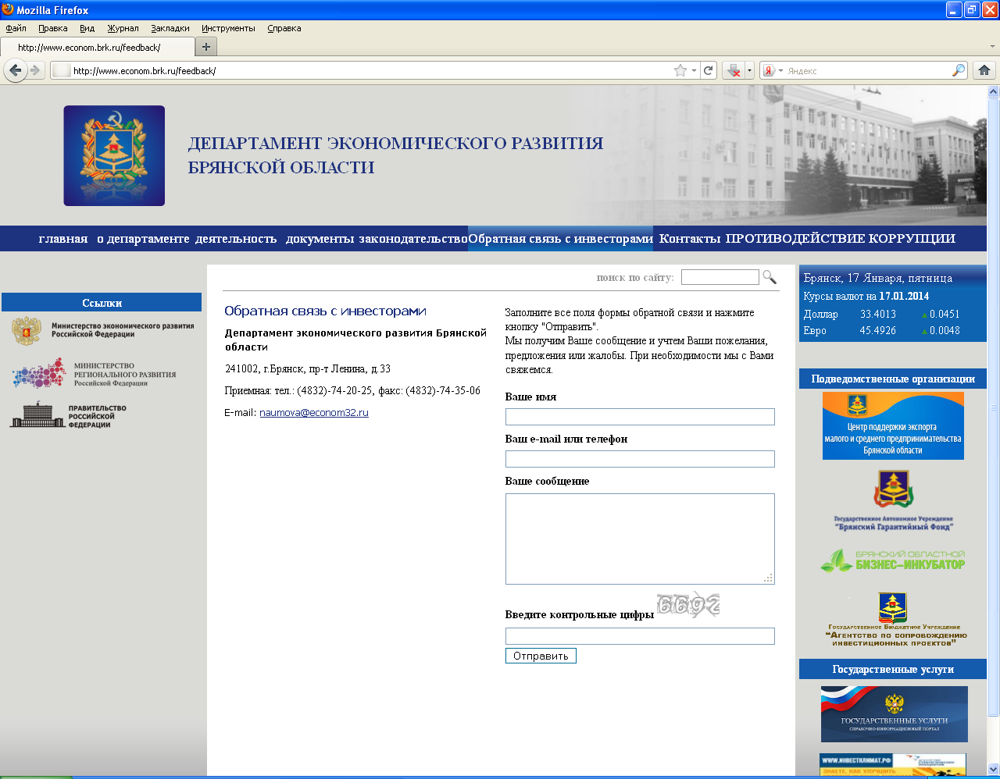 Mozilla Firefox
Файл Правка Вид Журнал Закладки Инструменты Справка
http://www.econom.brk.ru/feedback/
http://www.econom.brk.ru/feedback/
Яндекс
ДЕПАРТАМЕНТ ЭКОНОМИЧЕСКОГО РАЗВИТИЯ
БРЯНСКОЙ ОБЛАСТИ
главная о департаменте деятельность документы законодательство Обратная связь с инвесторами Контакты ПРОТИВОДЕЙСТВИЕ КОРРУПЦИИ
Ссылки
Министерство экономического развития
Российской Федерации
МИНИСТЕРСТВО
РЕГИОНАЛЬНОГО РАЗВИТИЯ
Российской Федерации
ПРАВИТЕЛЬСТВО
РОССИЙСКОЙ
ФЕДЕРАЦИИ
поиск по сайту:
Обратная связь с инвесторами
Департамент экономического развития Брянской
области
241002, г.Брянск, пр-т Ленина, д.33
Приемная: тел.: (4832)-74-20-25, факс: (4832)-74-35-06
E-mail: naumova@econom32.ru
Заполните все поля формы обратной связи и нажмите
кнопку "Отправить".
Мы получим Ваше сообщение и учтем Ваши пожелания,
предложения или жалобы. При необходимости мы с Вами
свяжемся.
Ваше имя
Ваш e-mail или телефон
Ваше сообщение
Введите контрольные цифры 6692
Отправить
Брянск, 17 Января, пятница
Курсы валют на 17.01.2014
Доллар 33.4013 0.0451
Евро 45.4926 0.0048
Подведомственные организации
Центр поддержки экспорта
малого и среднего предпринимательства
Брянской области
Государственное Автономное Учреждение
"Брянский Гарантийный Фонд"
БРЯНСКИЙ ОБЛАСТНОЙ
БИЗНЕС-ИНКУБАТОР
Государственное Бюджетное Учреждение
"Агентство по сопровождению
инвестиционных проектов"
Государственные услуги
ГОСУДАРСТВЕННЫЕ УСЛУГИ
СПРАВОЧНО-ИНФОРМАЦИОННЫЙ ПОРТАЛ
WWW.ИНВЕСТКЛИМАТ.РФ
ЗНАЕТЕ, КАК УЛУЧШИТЬ